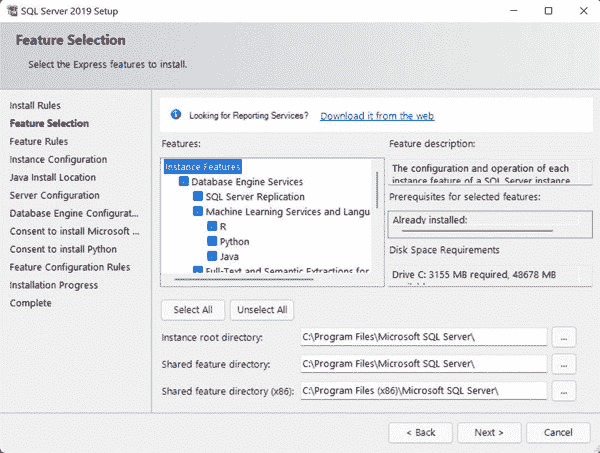 SQL Server 2019 Setup
Feature Selection
Select the Express features to install.
Install Rules
Feature Selection
Feature Rules
Instance Configuration
Java Install Location
Server Configuration
Database Engine Configurat...
Consent to install Microsoft ...
Consent to install Python
Feature Configuration Rules
Installation Progress
Complete
Looking for Reporting Services? Download it from the web
Features:
Instance Features
Database Engine Services
SQL Server Replication
Machine Learning Services and Langu
R
Python
Java
Full-Text and Semantic Extractions for
Feature description:
The configuration and operation of each
instance feature of a SQL Server instance
Prerequisites for selected features:
Already installed:
Disk Space Requirements
Drive C: 3155 MB required, 48678 MB
Select All
Unselect All
Instance root directory: C:\Program Files\Microsoft SQL Server\ ...
Shared feature directory: C:\Program Files\Microsoft SQL Server\ ...
Shared feature directory (x86): C:\Program Files (x86)\Microsoft SQL Server\ ...
< Back
Next >
Cancel